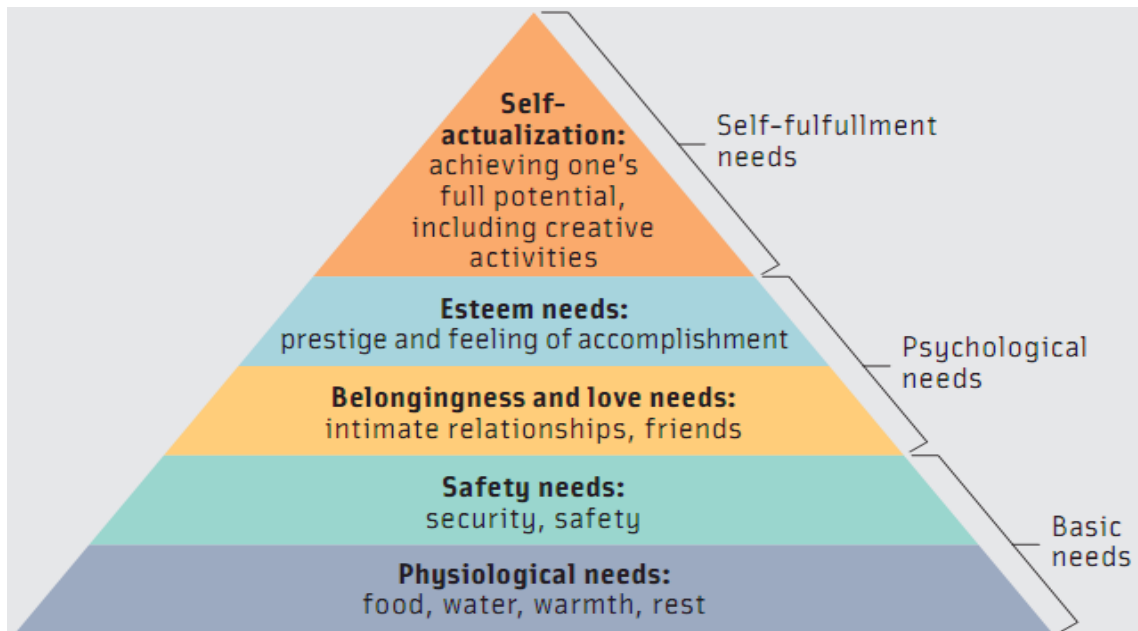 Self-
actualization:
achieving one's
full potential,
including creative
activities
Self-fulfullment
needs
Esteem needs:
prestige and feeling of accomplishment
Psychological
needs
Belongingness and love needs:
intimate relationships, friends
Safety needs:
security, safety
Basic
needs
Physiological needs:
food, water, warmth, rest